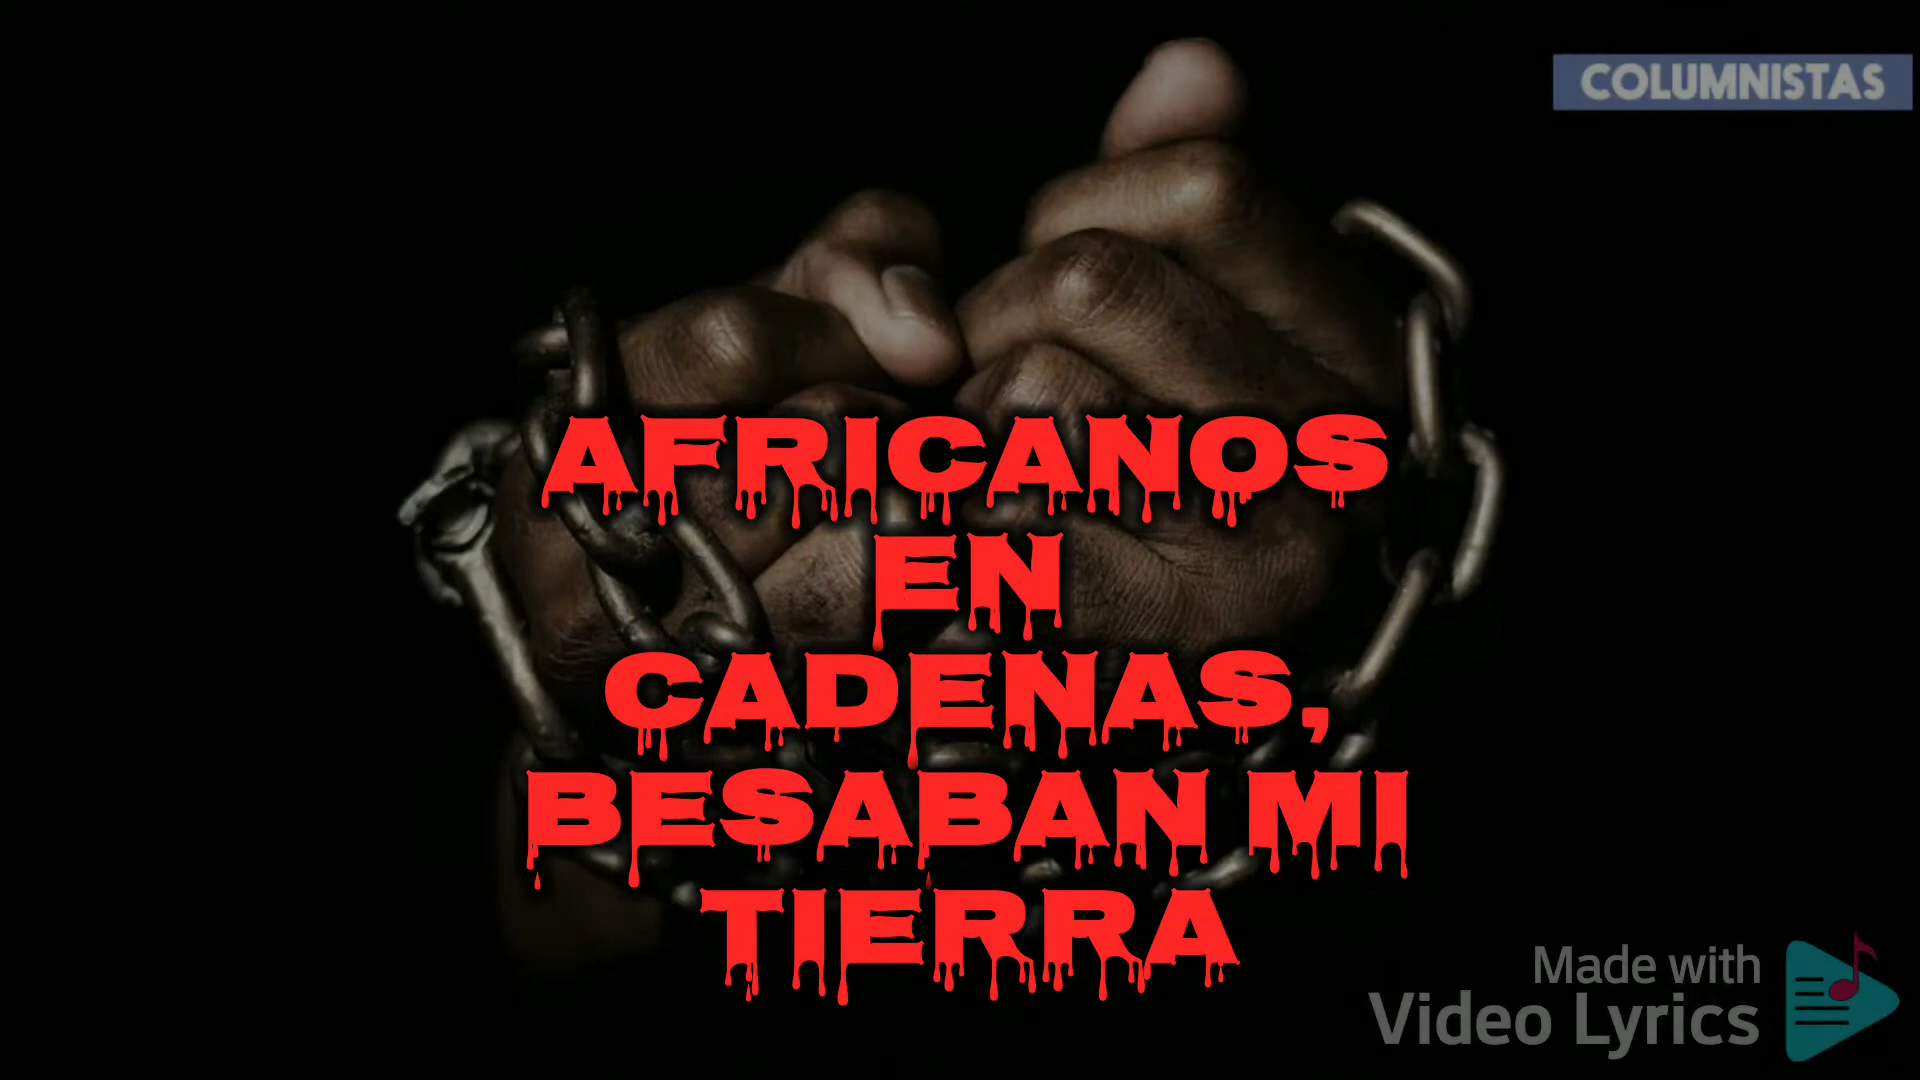 COLUMNISTAS
AFRICANOS
EN
CADENAS,
BESABAN MI
TIERRA
Made with
Video Lyrics